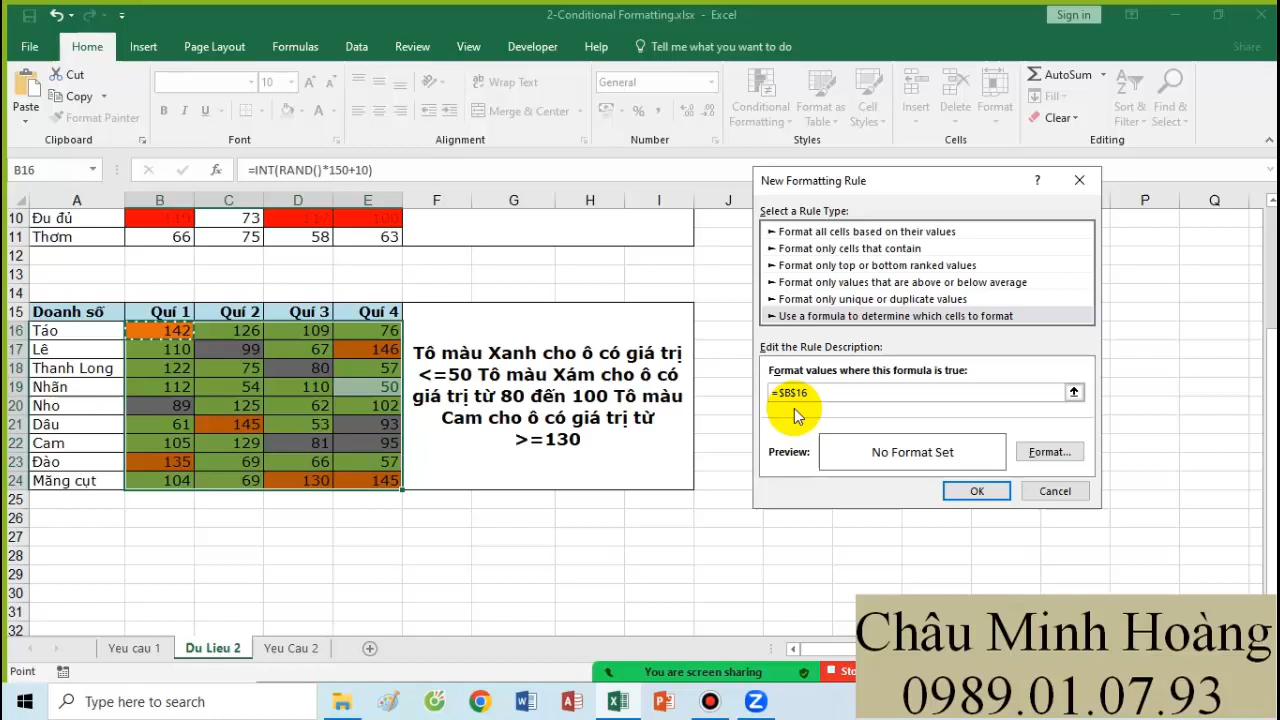 2-Conditional Formatting.xlsx - Excel
Sign in
File Home Insert Page Layout Formulas Data Review View Developer Help Tell me what you want to do Share
Paste
Cut
Copy
Format Painter
Clipboard
10
B I U
Font
Wrap Text
Merge & Center
Alignment
General
Number
Conditional Formatting
Format as Table
Cell Styles
Styles
Insert
Delete
Format
Cells
AutoSum
Fill
Clear
Sort & Filter
Find & Select
Editing
B16
=INT(RAND()*150+10)
A B C D E F G H I J P Q
10 Đu đủ 119 73 117 100
11 Thơm 66 75 58 63
12
13
14
15 Doanh số Quí 1 Quí 2 Quí 3 Quí 4
16 Táo 142 126 109 76
17 Lê 110 99 67 146
18 Thanh Long 122 75 80 57
19 Nhãn 112 54 110 50
20 Nho 89 125 62 102
21 Dâu 61 145 53 93
22 Cam 105 129 81 95
23 Đào 135 69 66 57
24 Măng cụt 104 69 130 145
25
26
27
28
29
30
31
32
Tô màu Xanh cho ô có giá trị
<=50 Tô màu Xám cho ô có
giá trị từ 80 đến 100 Tô màu
Cam cho ô có giá trị từ
>=130
New Formatting Rule
Select a Rule Type:
► Format all cells based on their values
► Format only cells that contain
► Format only top or bottom ranked values
► Format only values that are above or below average
► Format only unique or duplicate values
► Use a formula to determine which cells to format
Edit the Rule Description:
Format values where this formula is true:
=$B$16
Preview:
No Format Set
Format...
OK
Cancel
Yeu cau 1 Du Lieu 2 Yeu Cau 2
Point
You are screen sharing
Type here to search
Châu Minh Hoàng
0989.01.07.93